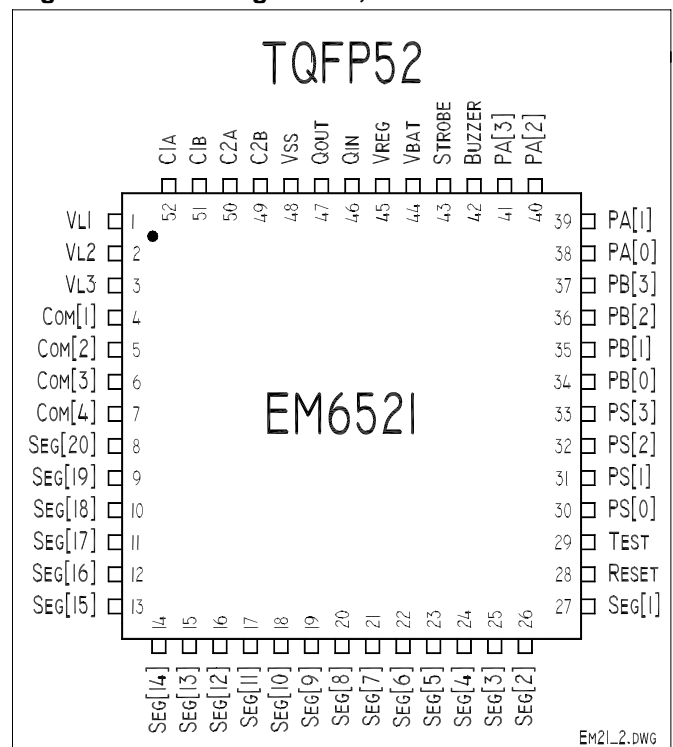 TQFP52
C1A C1B C2A C2B VSS QOUT QIN VREG VBAT STROBE BUZZER PA[3] PA[2]
52 51 50 49 48 47 46 45 44 43 42 41 40
VL1 1 39 PA[1]
VL2 2 38 PA[0]
VL3 3 37 PB[3]
COM[1] 4 36 PB[2]
COM[2] 5 35 PB[1]
COM[3] 6 34 PB[0]
COM[4] 7 33 PS[3]
SEG[20] 8 32 PS[2]
SEG[19] 9 31 PS[1]
SEG[18] 10 30 PS[0]
SEG[17] 11 29 TEST
SEG[16] 12 28 RESET
SEG[15] 13 27 SEG[1]
EM6521
14 15 16 17 18 19 20 21 22 23 24 25 26
SEG[14] SEG[13] SEG[12] SEG[11] SEG[10] SEG[9] SEG[8] SEG[7] SEG[6] SEG[5] SEG[4] SEG[3] SEG[2]
EM21_2.DWG